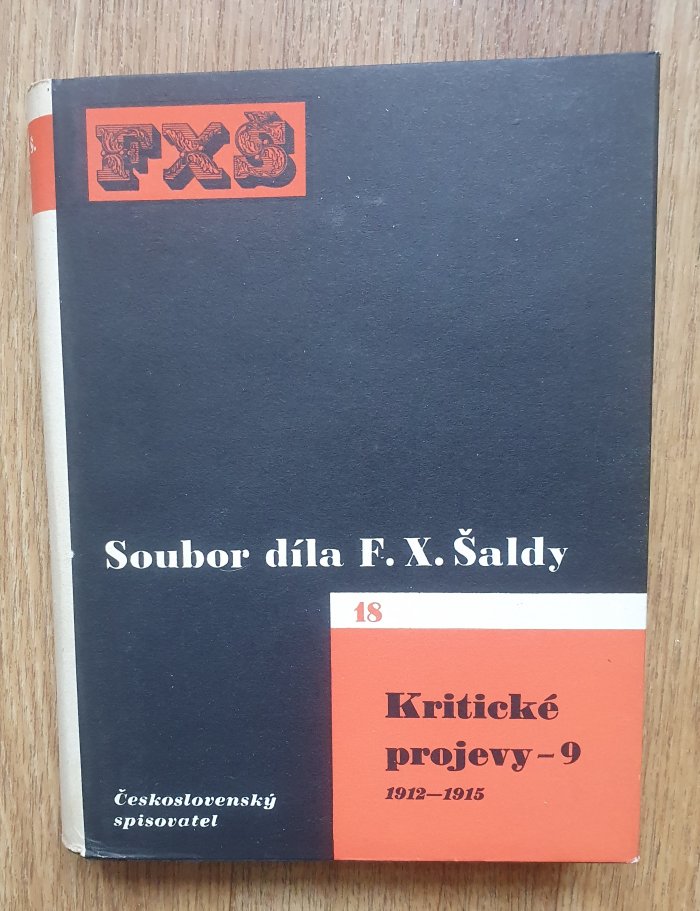 FXŠ
Soubor díla F. X. Šaldy
18
Kritické
projevy – 9
1912—1915
Československý
spisovatel